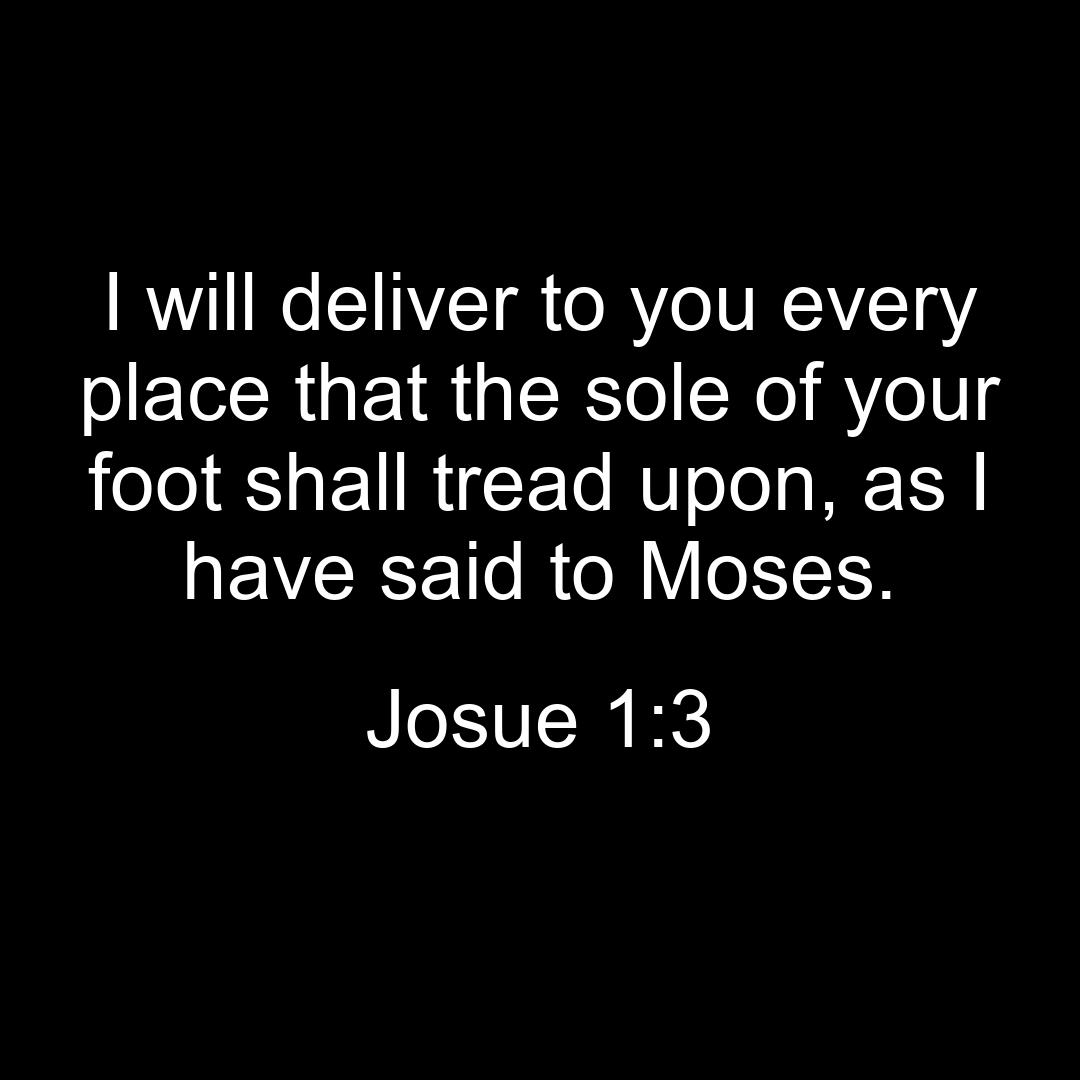 I will deliver to you every
place that the sole of your
foot shall tread upon, as I
have said to Moses.
Josue 1:3